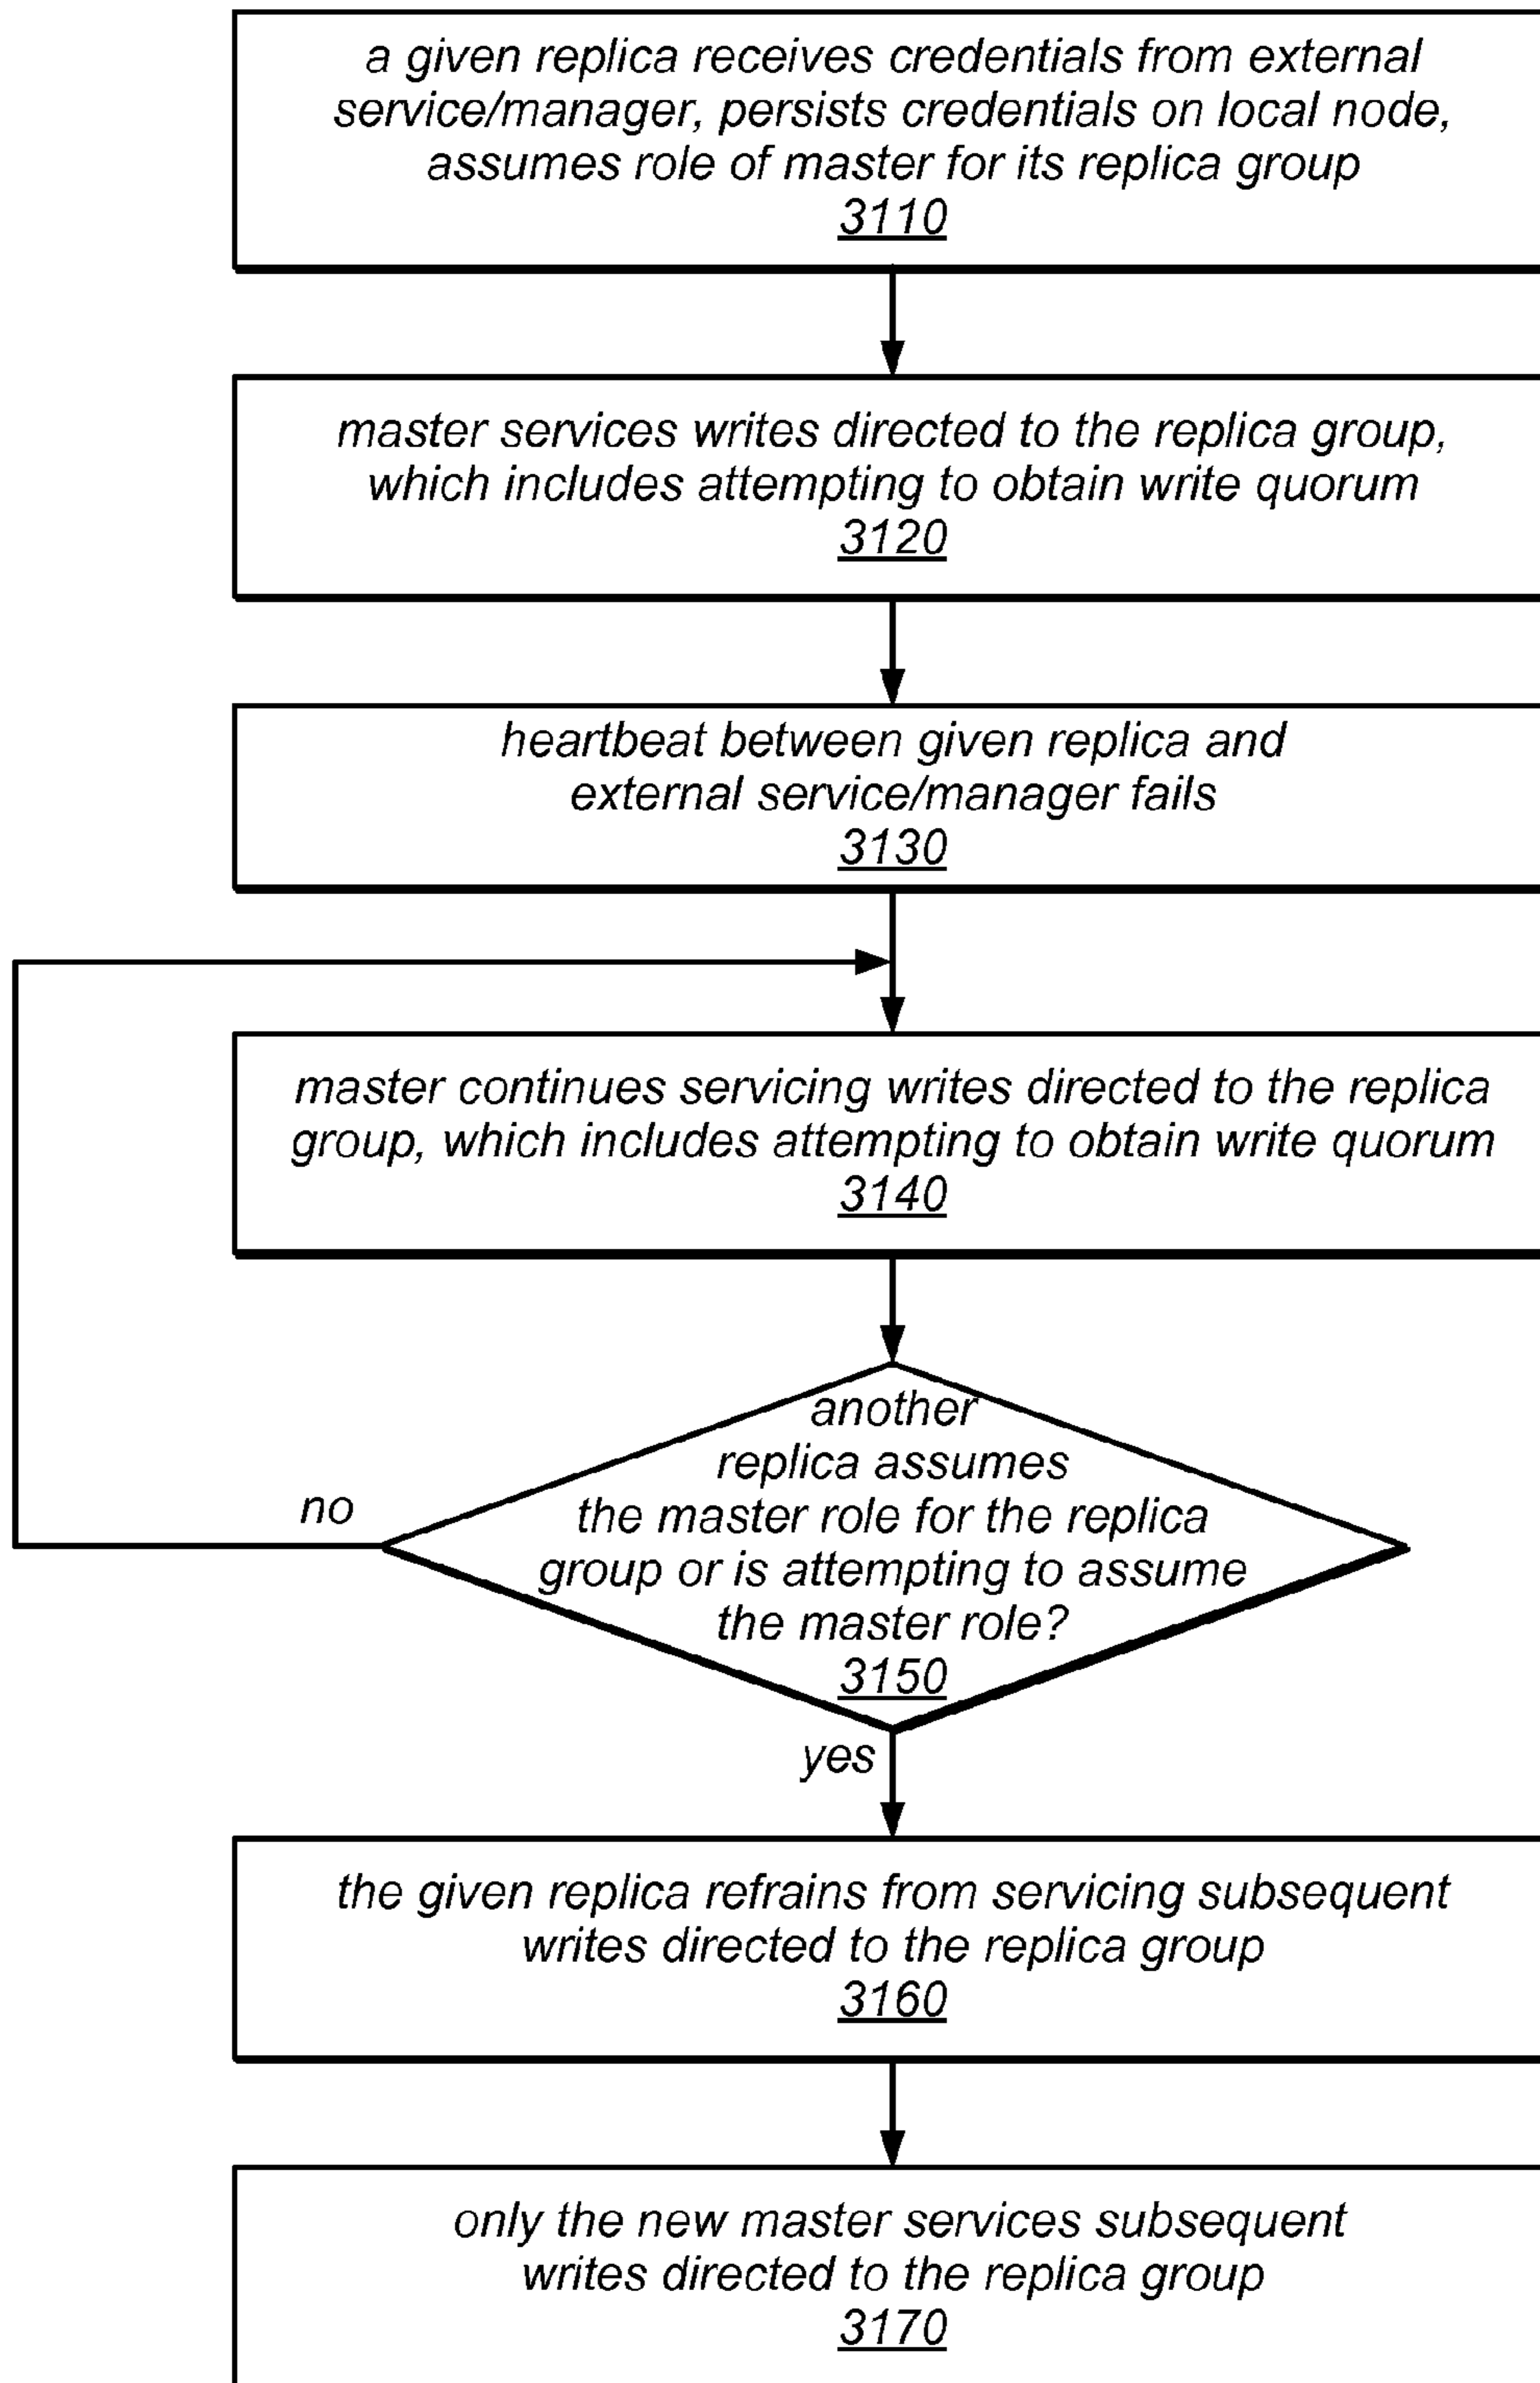 a given replica receives credentials from external
service/manager, persists credentials on local node,
assumes role of master for its replica group
3110
master services writes directed to the replica group,
which includes attempting to obtain write quorum
3120
heartbeat between given replica and
external service/manager fails
3130
master continues servicing writes directed to the replica
group, which includes attempting to obtain write quorum
3140
another
replica assumes
the master role for the replica
group or is attempting to assume
the master role?
3150
no
yes
the given replica refrains from servicing subsequent
writes directed to the replica group
3160
only the new master services subsequent
writes directed to the replica group
3170